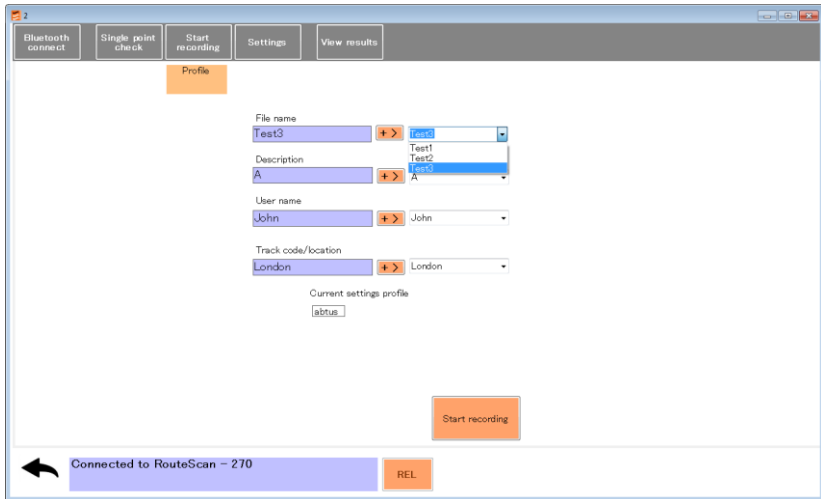 2
Bluetooth
connect
Single point
check
Start
recording
Settings
View results
Profile
File name
Test3
+ >
Test3
Test1
Test2
Test3
Description
A
+ >
A
User name
John
+ >
John
Track code/location
London
+ >
London
Current settings profile
abtus
Start recording
Connected to RouteScan - 270
REL